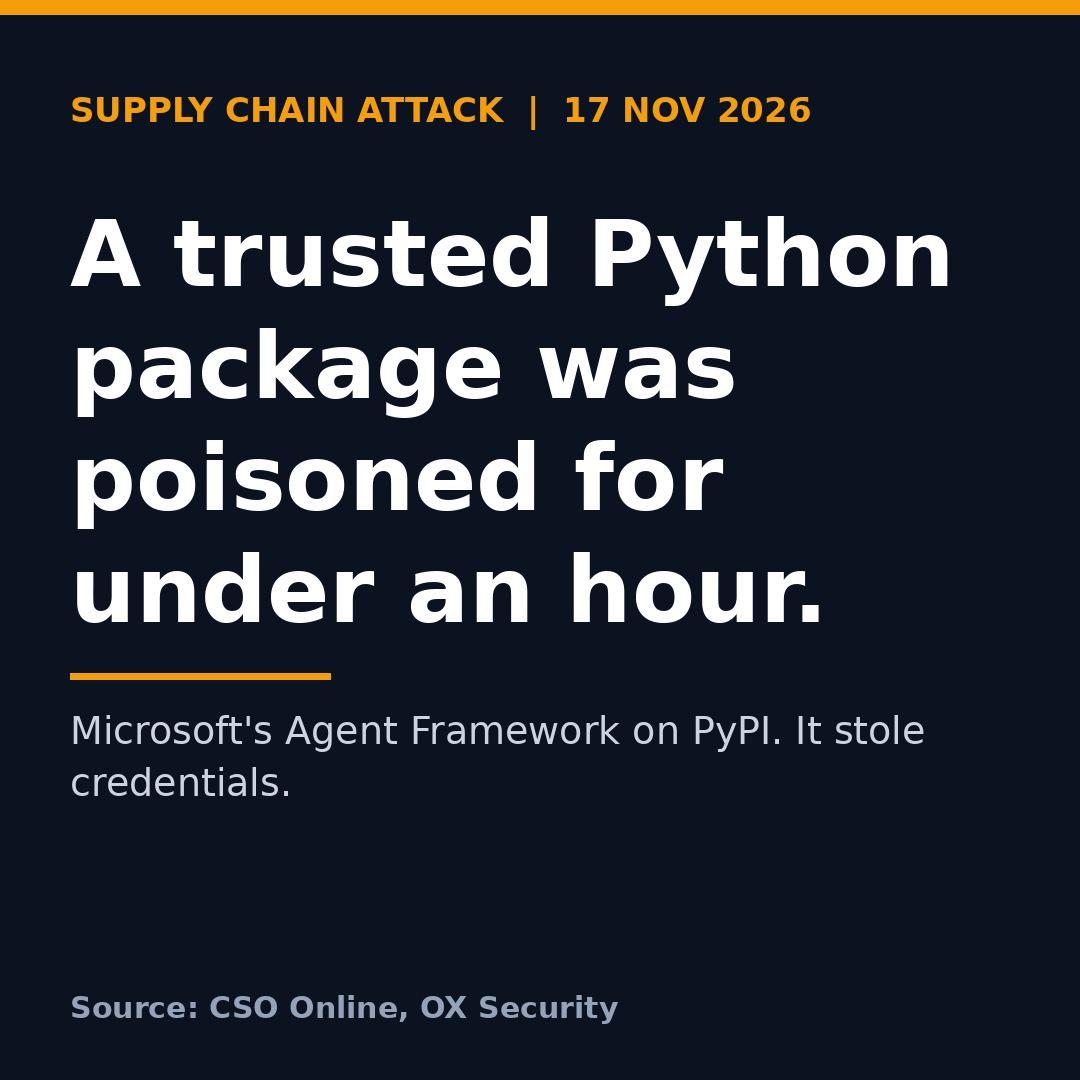 SUPPLY CHAIN ATTACK | 17 NOV 2026
A trusted Python
package was
poisoned for
under an hour.
Microsoft's Agent Framework on PyPI. It stole
credentials.
Source: CSO Online, OX Security